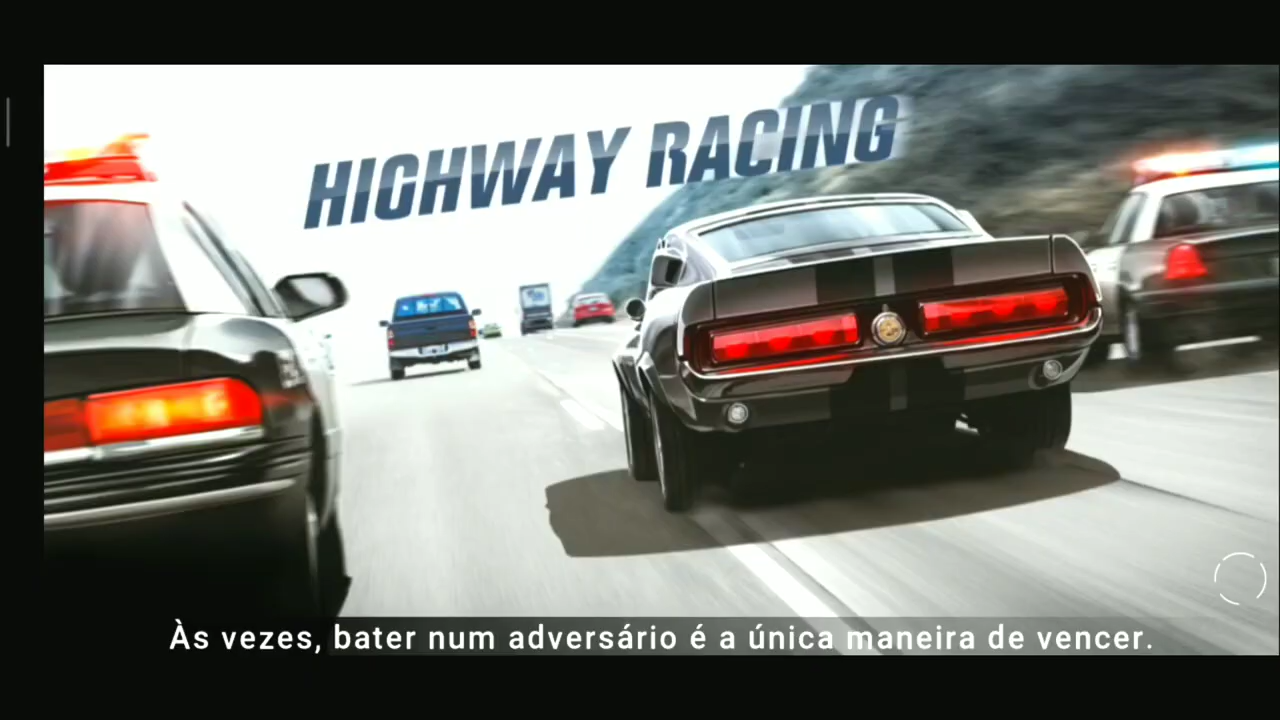 HIGHWAY RACING
Às vezes, bater num adversário é a única maneira de vencer.